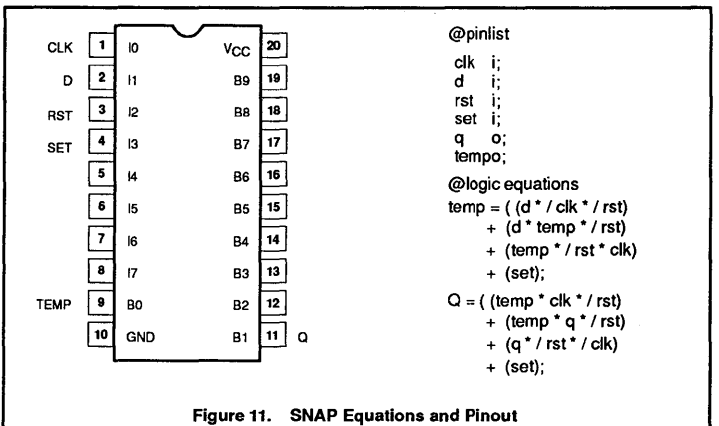 CLK 1 I0 VCC 20
D 2 I1 B9 19
RST 3 I2 B8 18
SET 4 I3 B7 17
5 I4 B6 16
6 I5 B5 15
7 I6 B4 14
8 I7 B3 13
TEMP 9 B0 B2 12
10 GND B1 11 Q
@pinlist
clk i;
d i;
rst i;
set i;
q o;
tempo;
@logic equations
temp = ( (d * / clk * / rst)
+ (d * temp * / rst)
+ (temp * / rst * clk)
+ (set);
Q = ( (temp * clk * / rst)
+ (temp * q * / rst)
+ (q * / rst * / clk)
+ (set);
Figure 11. SNAP Equations and Pinout